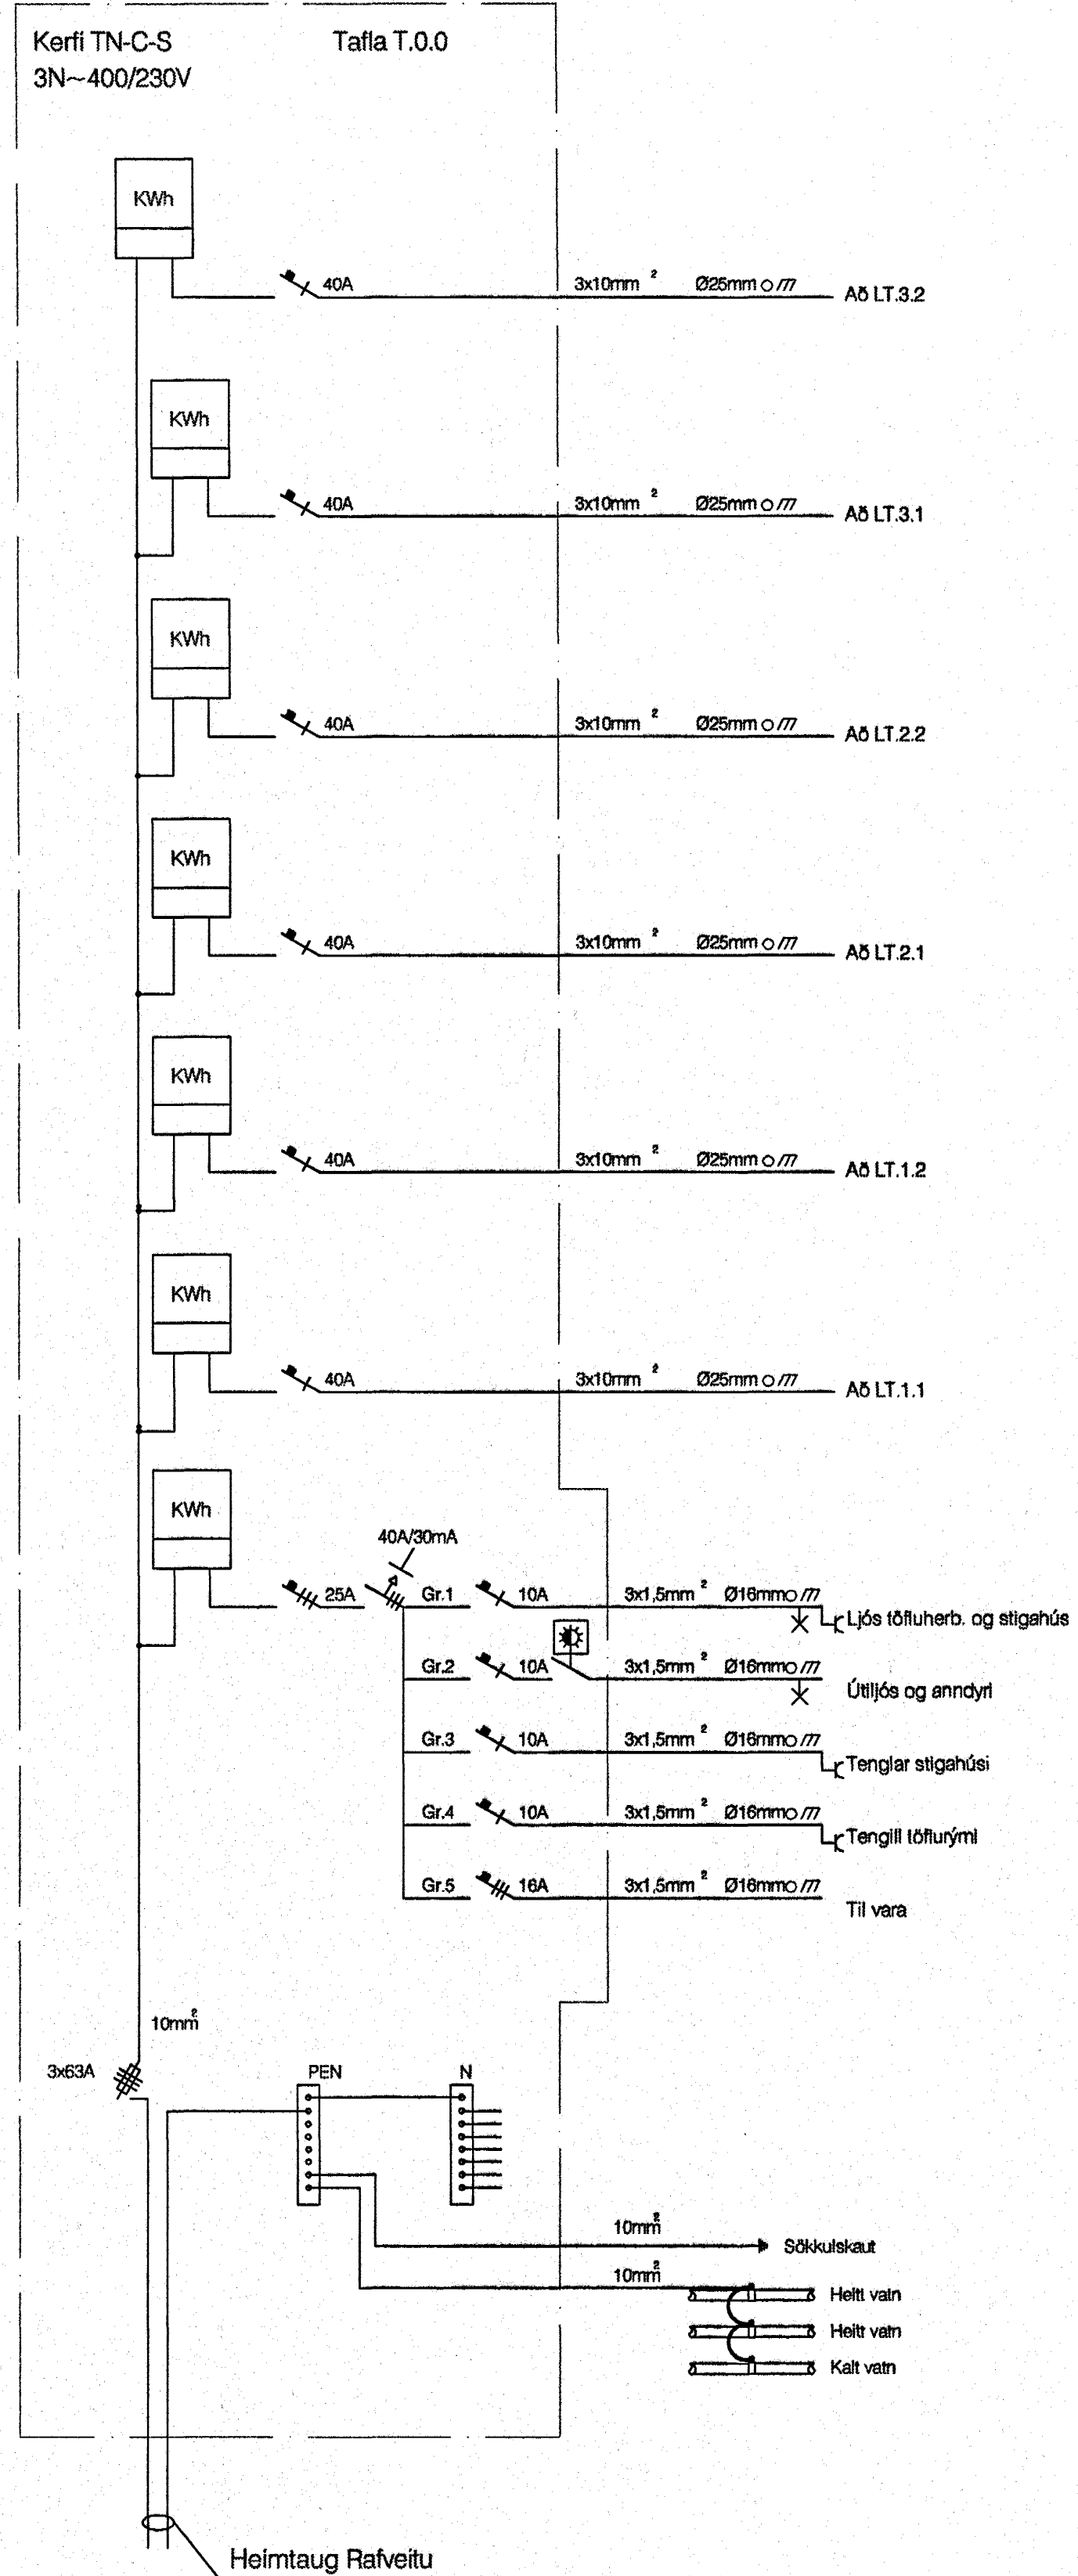 Kerfi TN-C-S Tafla T.0.0
3N~400/230V
KWh
40A 3x10mm² Ø25mm Að LT.3.2
KWh
40A 3x10mm² Ø25mm Að LT.3.1
KWh
40A 3x10mm² Ø25mm Að LT.2.2
KWh
40A 3x10mm² Ø25mm Að LT.2.1
KWh
40A 3x10mm² Ø25mm Að LT.1.2
KWh
40A 3x10mm² Ø25mm Að LT.1.1
KWh
40A/30mA
25A Gr.1 10A 3x1,5mm² Ø16mm Ljós töfluherb. og stigahús
Gr.2 10A 3x1,5mm² Ø16mm Útiljós og anndyri
Gr.3 10A 3x1,5mm² Ø16mm Tenglar stigahúsi
Gr.4 10A 3x1,5mm² Ø16mm Tengill töflurými
Gr.5 16A 3x1,5mm² Ø16mm Til vara
10mm²
3x63A PEN N
10mm² Sökkulskaut
10mm² Heitt vatn
Heitt vatn
Kalt vatn
Heimtaug Rafveitu